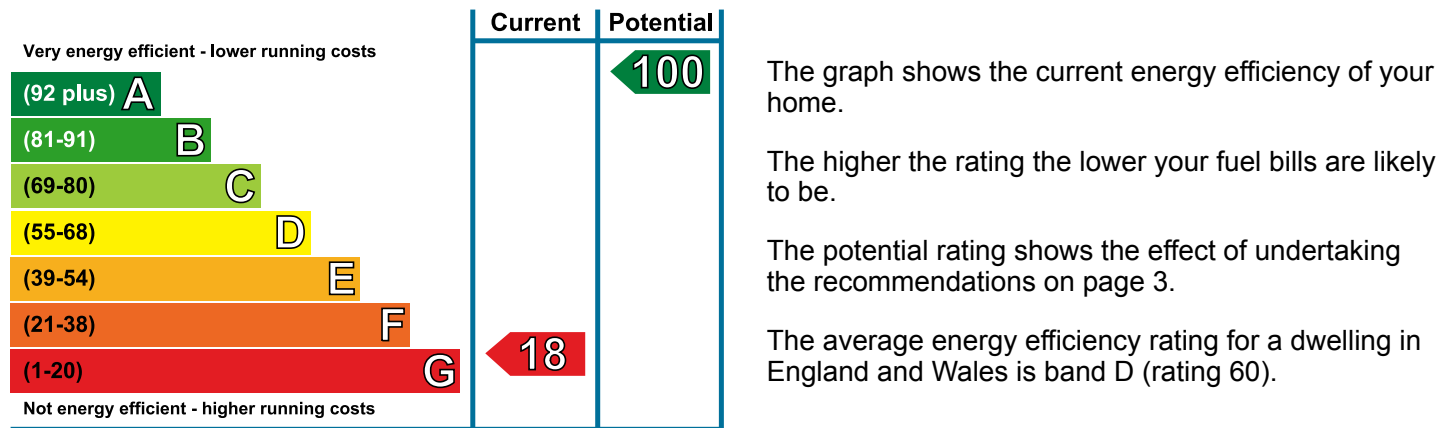 Current Potential
Very energy efficient - lower running costs
(92 plus) A
100
(81-91) B
(69-80) C
(55-68) D
(39-54) E
(21-38) F
(1-20) G
18
Not energy efficient - higher running costs
The graph shows the current energy efficiency of your
home.
The higher the rating the lower your fuel bills are likely
to be.
The potential rating shows the effect of undertaking
the recommendations on page 3.
The average energy efficiency rating for a dwelling in
England and Wales is band D (rating 60).